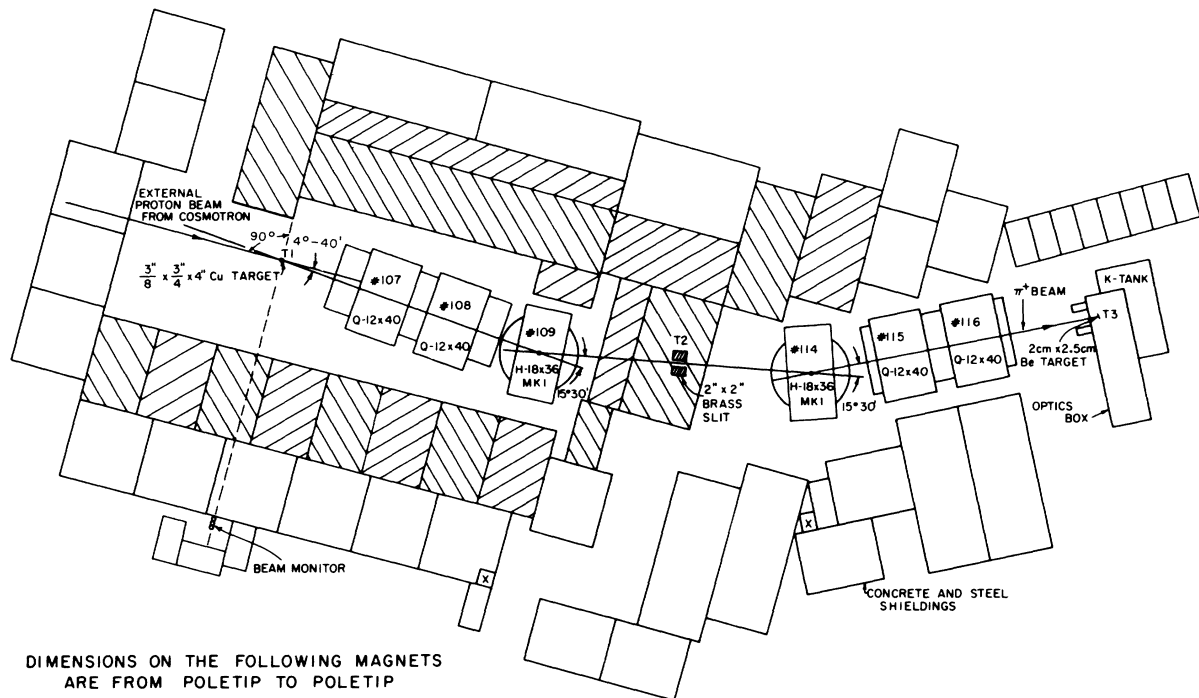 EXTERNAL
PROTON BEAM
FROM COSMOTRON
90°
4°-40'
T1
3/8" x 3/4" x 4" Cu TARGET
#107
Q-12x40
#108
Q-12x40
#109
H-18x36
MK1
15°30'
T2
2" x 2"
BRASS
SLIT
#114
H-18x36
MK1
15°30'
#115
Q-12x40
#116
Q-12x40
π+ BEAM
K-TANK
T3
2cm x 2.5cm
Be TARGET
OPTICS
BOX
BEAM MONITOR
X
X
CONCRETE AND STEEL
SHIELDINGS
DIMENSIONS ON THE FOLLOWING MAGNETS
ARE FROM POLETIP TO POLETIP